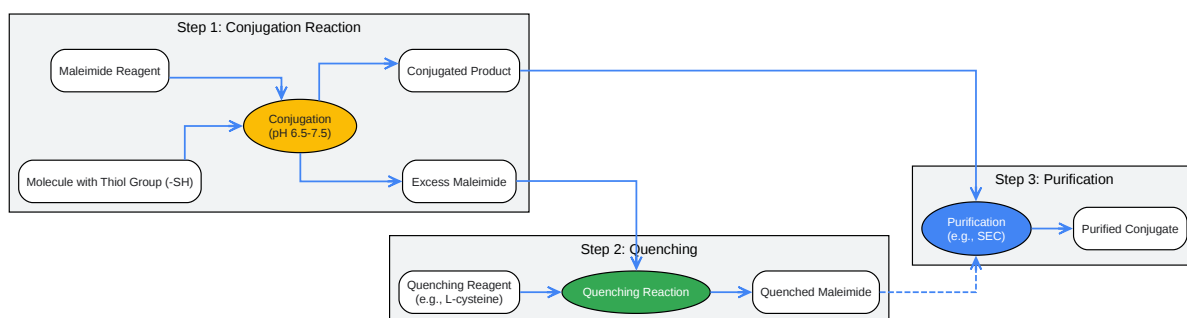 Step 1: Conjugation Reaction
Maleimide Reagent
Conjugated Product
Conjugation
(pH 6.5-7.5)
Molecule with Thiol Group (-SH)
Excess Maleimide
Step 2: Quenching
Quenching Reagent
(e.g., L-cysteine)
Quenching Reaction
Quenched Maleimide
Step 3: Purification
Purification
(e.g., SEC)
Purified Conjugate